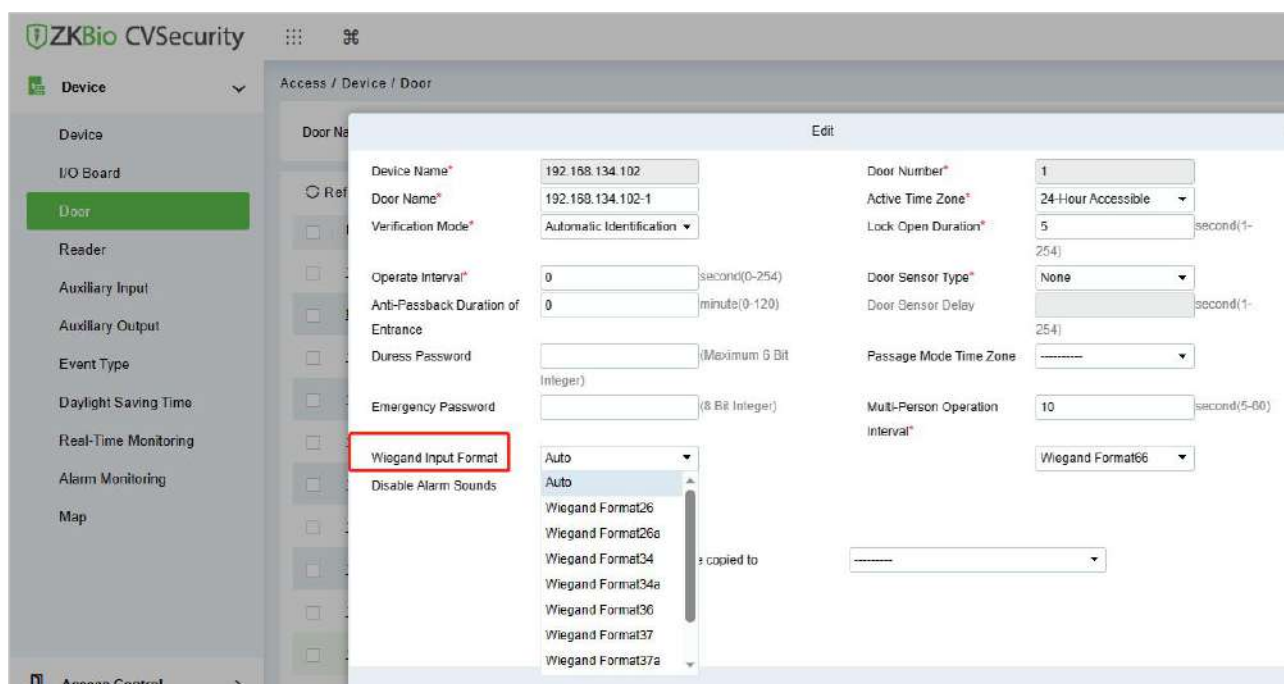 ZKBio CVSecurity
Device
Access / Device / Door
Device
I/O Board
Door
Reader
Auxiliary Input
Auxiliary Output
Event Type
Daylight Saving Time
Real-Time Monitoring
Alarm Monitoring
Map
Access Control
Door Na
Ref
Edit
Device Name* 192.168.134.102 Door Number* 1
Door Name* 192.168.134.102-1 Active Time Zone* 24-Hour Accessible
Verification Mode* Automatic Identification Lock Open Duration* 5 second(1-
254)
Operate Interval* 0 second(0-254) Door Sensor Type* None
Anti-Passback Duration of 0 minute(0-120) Door Sensor Delay second(1-
Entrance 254)
Duress Password (Maximum 6 Bit Passage Mode Time Zone ----------
Integer)
Emergency Password (8 Bit Integer) Multi-Person Operation 10 second(5-60)
Interval*
Wiegand Input Format Auto Wiegand Format66
Disable Alarm Sounds Auto
Wiegand Format26
Wiegand Format26a
Wiegand Format34
e copied to ---------
Wiegand Format34a
Wiegand Format36
Wiegand Format37
Wiegand Format37a